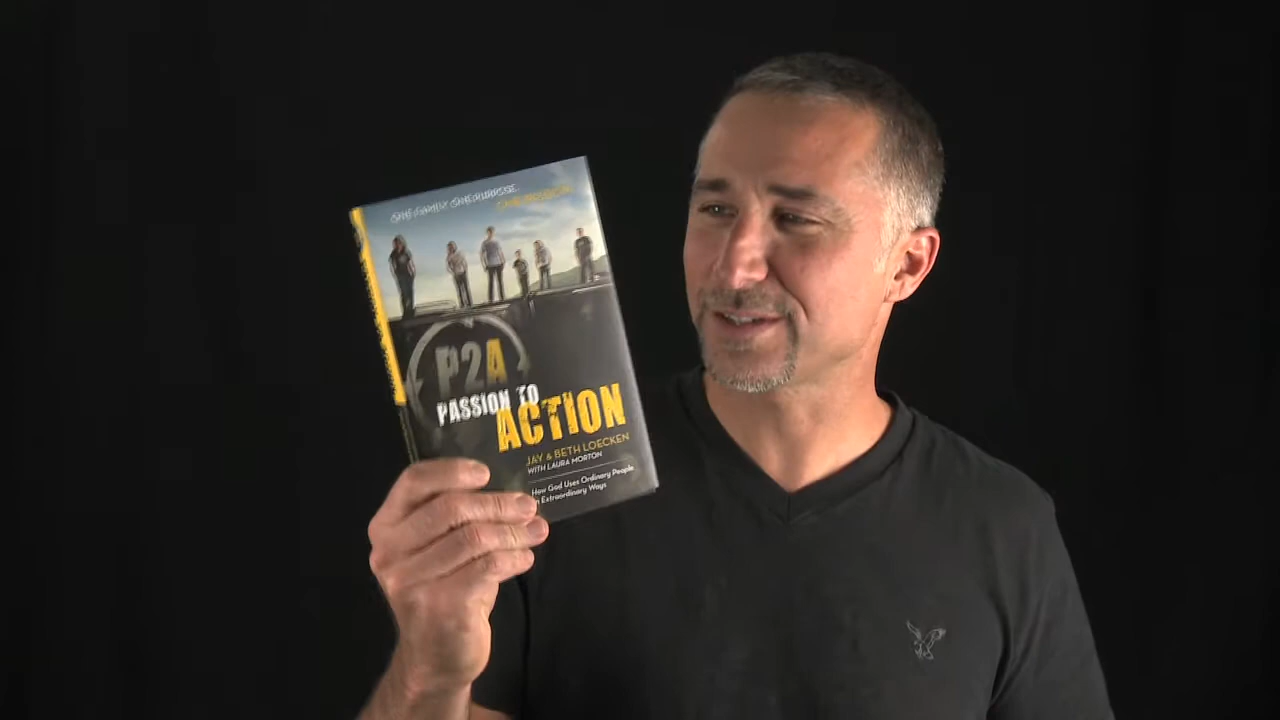 ONE FAMILY. ONE PURPOSE.
ONE MISSION.
P2A
PASSION TO
ACTION
JAY & BETH LOECKEN
WITH LAURA MORTON
How God Uses Ordinary People
in Extraordinary Ways